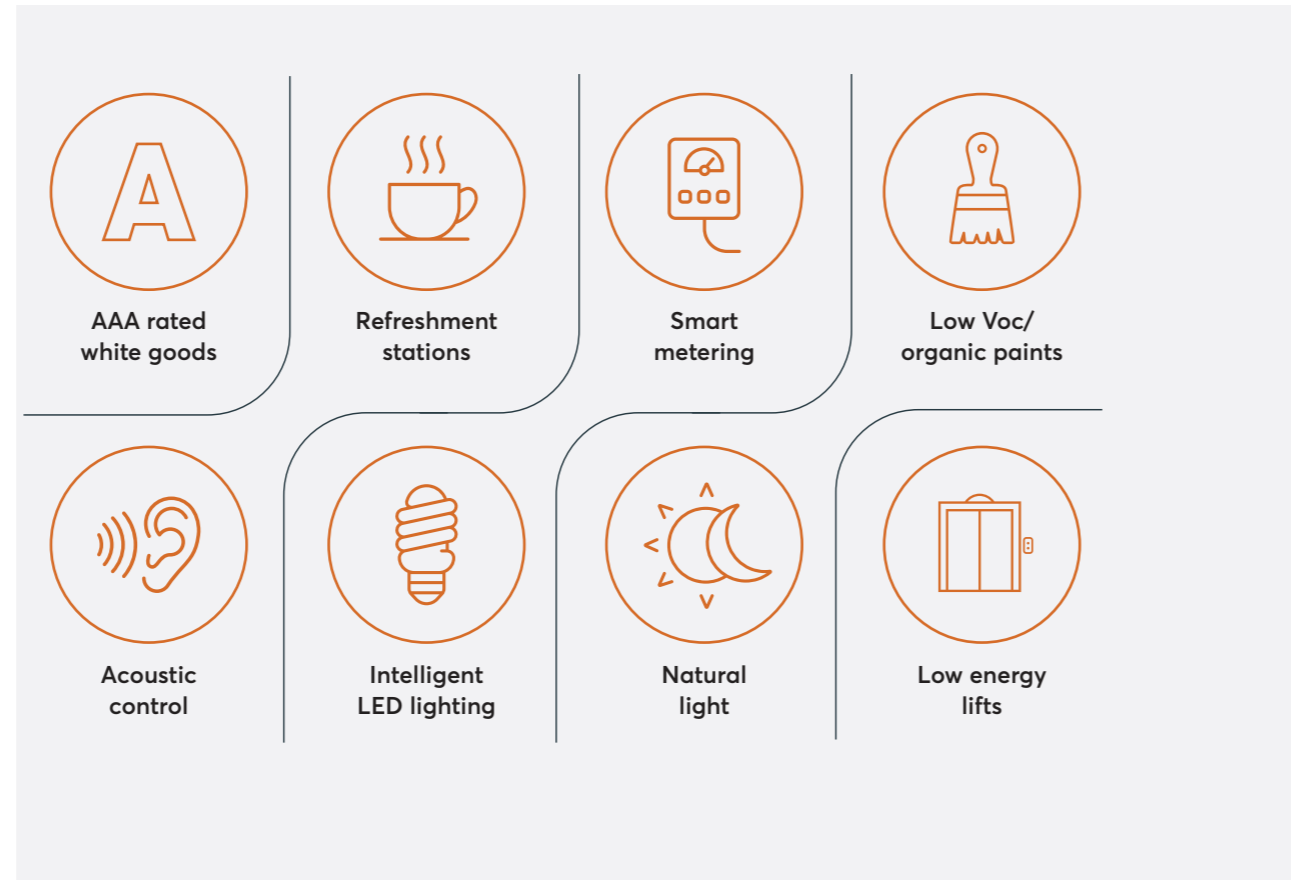 A
AAA rated
white goods
Refreshment
stations
Smart
metering
Low Voc/
organic paints
Acoustic
control
Intelligent
LED lighting
Natural
light
Low energy
lifts